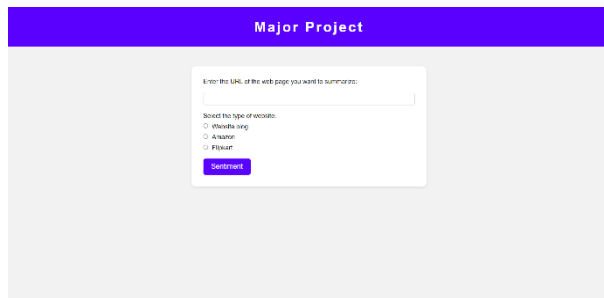 Major Project
Enter the URL of the web page you want to summarize:
Select the type of website:
Website blog
Amazon
Flipkart
Sentiment